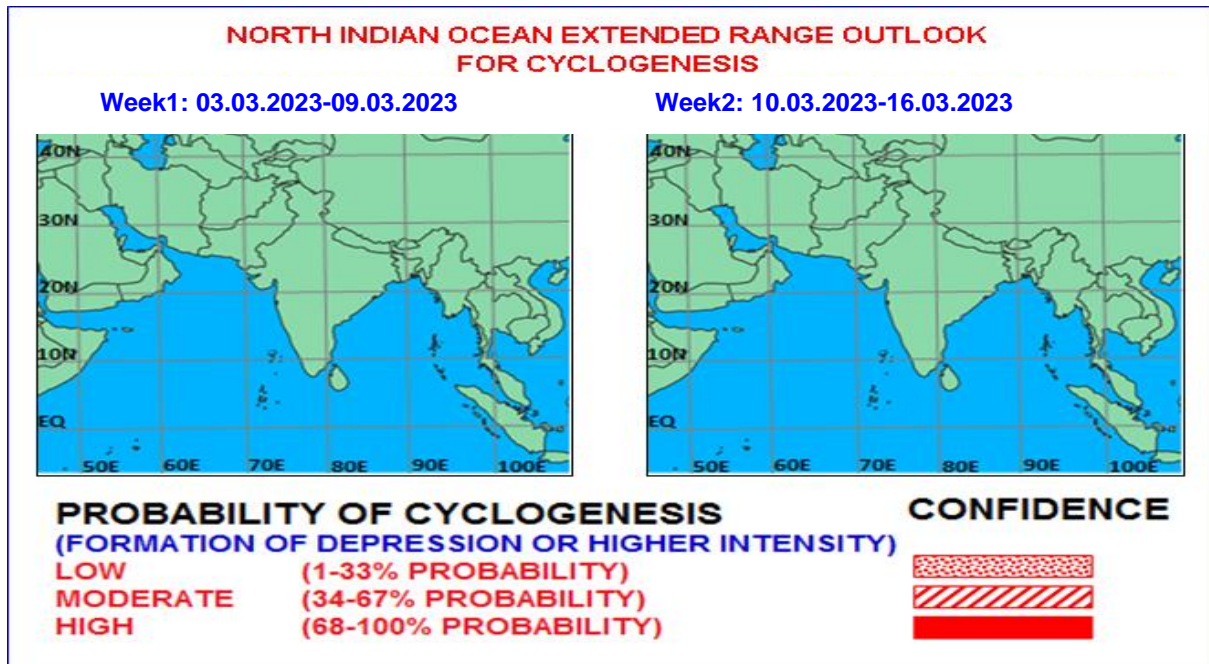 NORTH INDIAN OCEAN EXTENDED RANGE OUTLOOK
FOR CYCLOGENESIS
Week1: 03.03.2023-09.03.2023
40N
30N
20N
10N
EQ
50E 60E 70E 80E 90E 100E
Week2: 10.03.2023-16.03.2023
40N
30N
20N
10N
EQ
50E 60E 70E 80E 90E 100E
PROBABILITY OF CYCLOGENESIS
(FORMATION OF DEPRESSION OR HIGHER INTENSITY)
LOW (1-33% PROBABILITY)
MODERATE (34-67% PROBABILITY)
HIGH (68-100% PROBABILITY)
CONFIDENCE